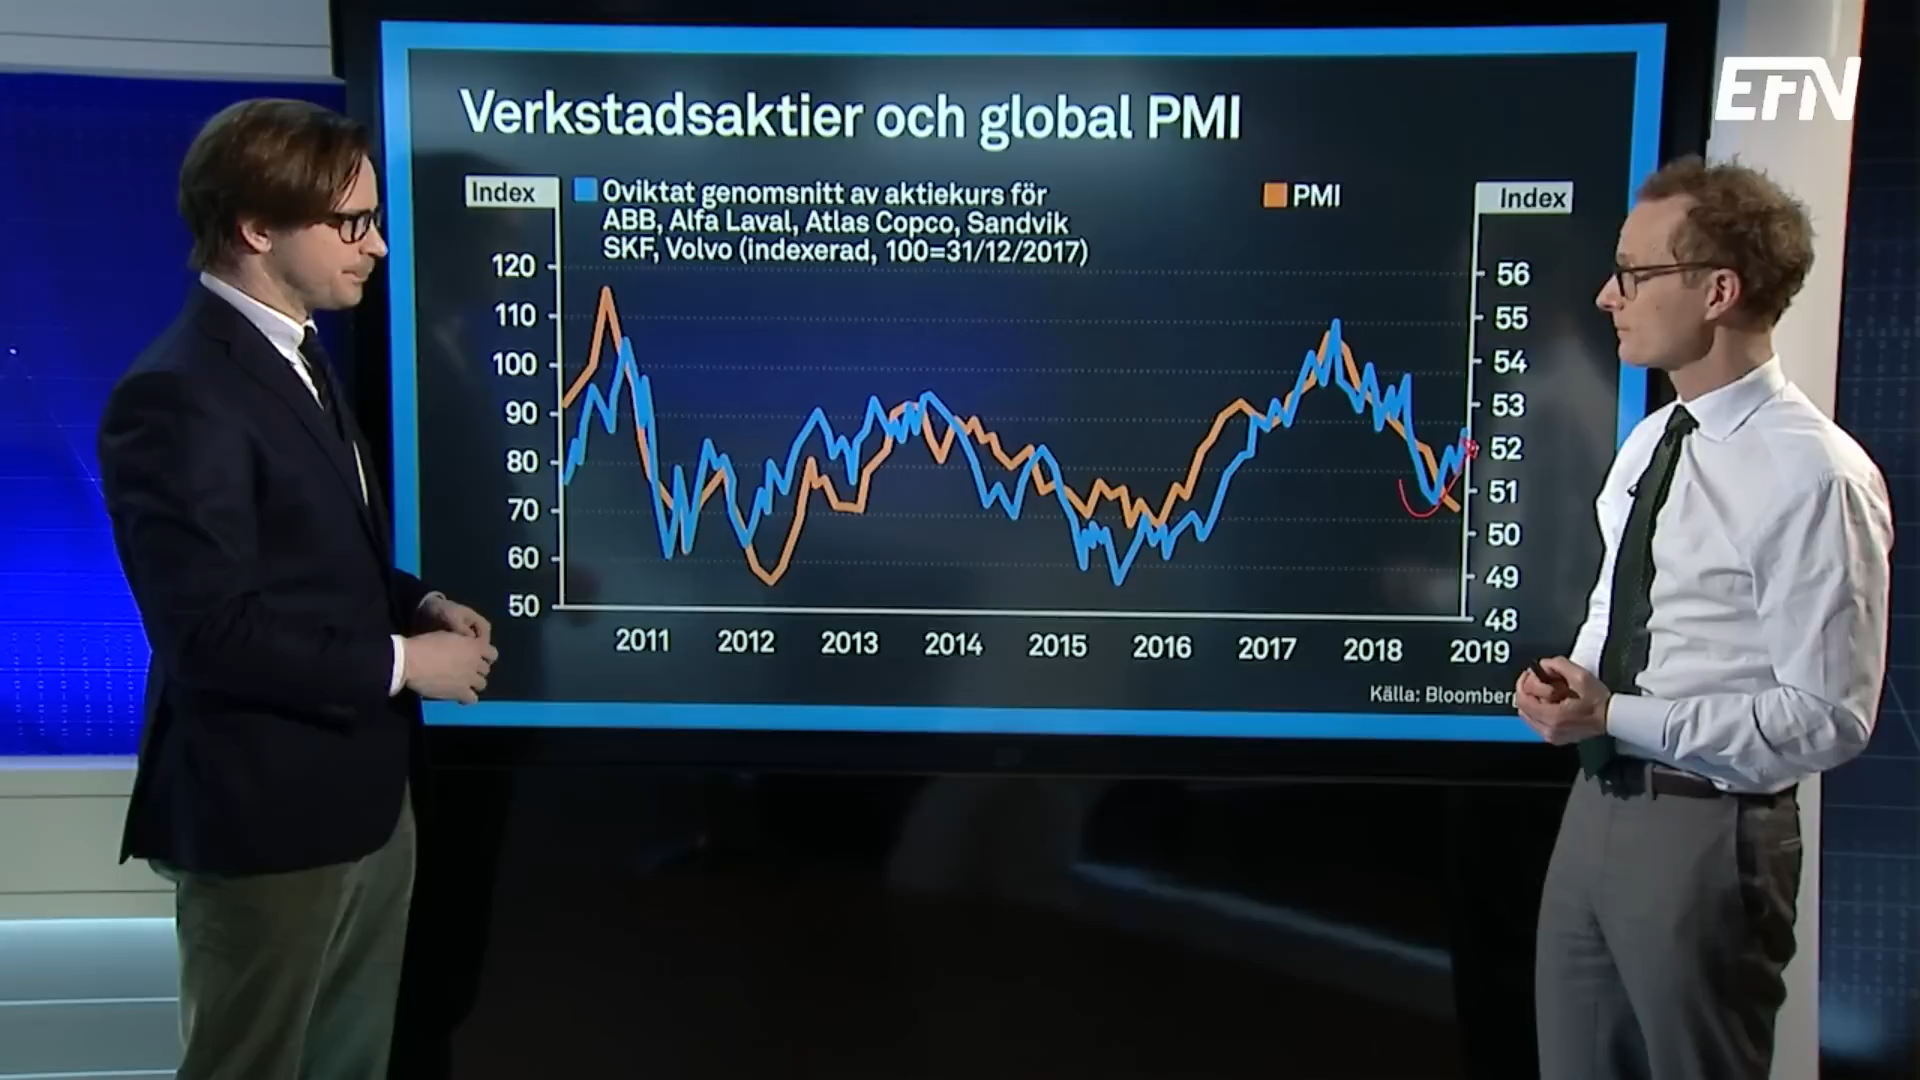 EFN
Verkstadsaktier och global PMI
Index
Oviktat genomsnitt av aktiekurs för
ABB, Alfa Laval, Atlas Copco, Sandvik
SKF, Volvo (indexerad, 100=31/12/2017)
PMI
Index
120
110
100
90
80
70
60
50
56
55
54
53
52
51
50
49
48
2011 2012 2013 2014 2015 2016 2017 2018 2019
Källa: Bloomberg